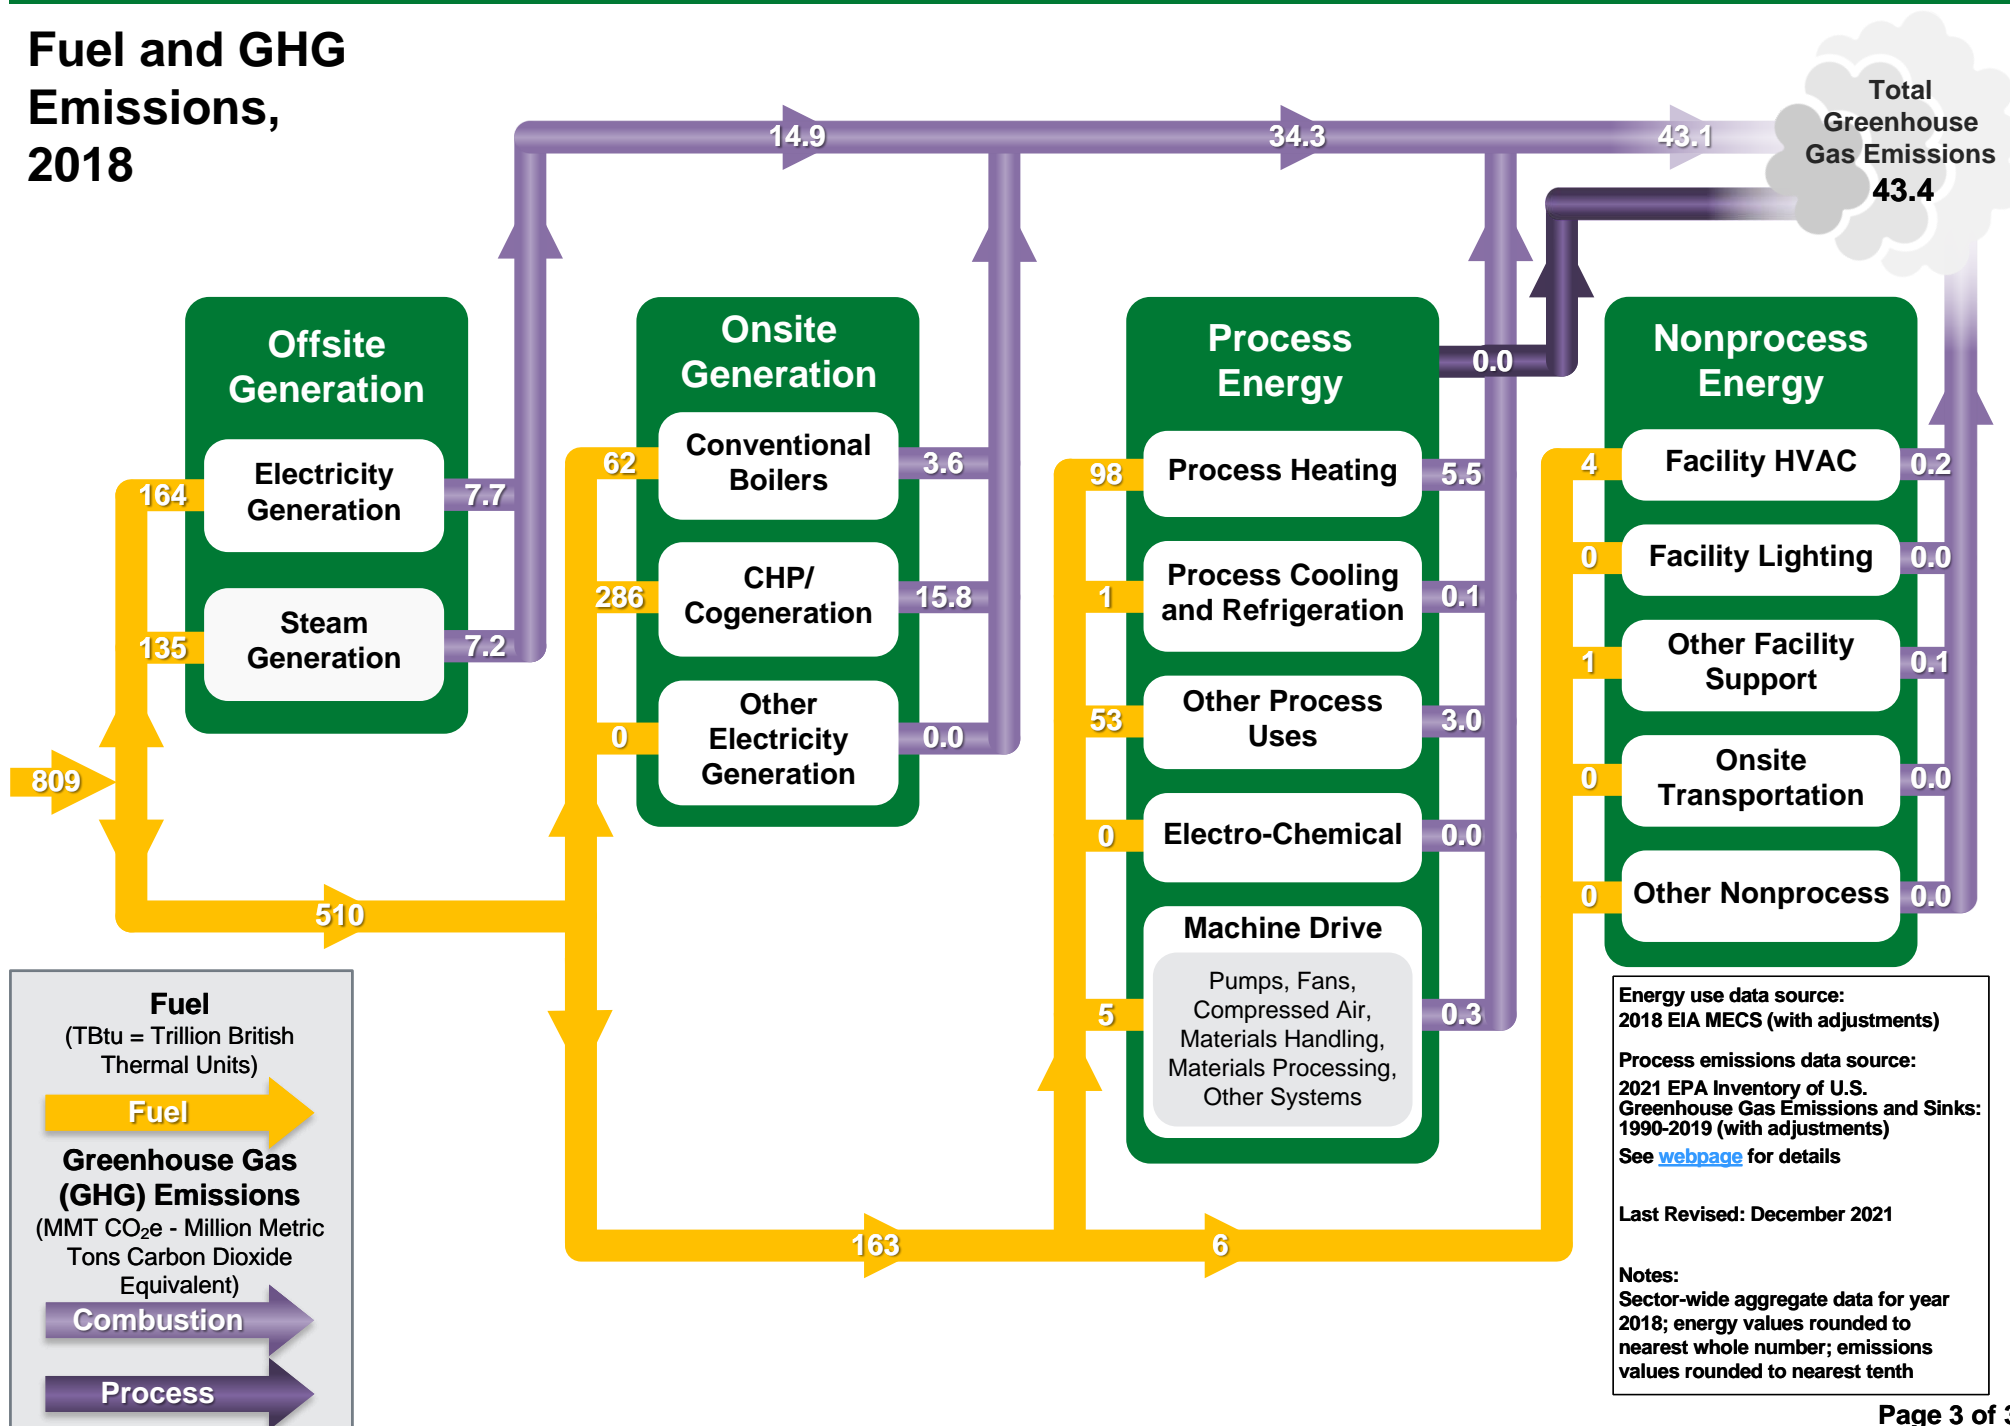 Fuel and GHG
Emissions,
2018
14.9
34.3
43.1
Total
Greenhouse
Gas Emissions
43.4
Offsite
Generation
164
Electricity
Generation
7.7
135
Steam
Generation
7.2
809
510
Onsite
Generation
62
Conventional
Boilers
3.6
286
CHP/
Cogeneration
15.8
0
Other
Electricity
Generation
0.0
163
6
Process
Energy
0.0
98
Process Heating
5.5
1
Process Cooling
and Refrigeration
0.1
53
Other Process
Uses
3.0
0
Electro-Chemical
0.0
Machine Drive
5
Pumps, Fans,
Compressed Air,
Materials Handling,
Materials Processing,
Other Systems
0.3
Nonprocess
Energy
4
Facility HVAC
0.2
0
Facility Lighting
0.0
1
Other Facility
Support
0.1
0
Onsite
Transportation
0.0
0
Other Nonprocess
0.0
Fuel
(TBtu = Trillion British
Thermal Units)
Fuel
Greenhouse Gas
(GHG) Emissions
(MMT CO₂e - Million Metric
Tons Carbon Dioxide
Equivalent)
Combustion
Process
Energy use data source:
2018 EIA MECS (with adjustments)
Process emissions data source:
2021 EPA Inventory of U.S.
Greenhouse Gas Emissions and Sinks:
1990-2019 (with adjustments)
See webpage for details
Last Revised: December 2021
Notes:
Sector-wide aggregate data for year
2018; energy values rounded to
nearest whole number; emissions
values rounded to nearest tenth
Page 3 of 3